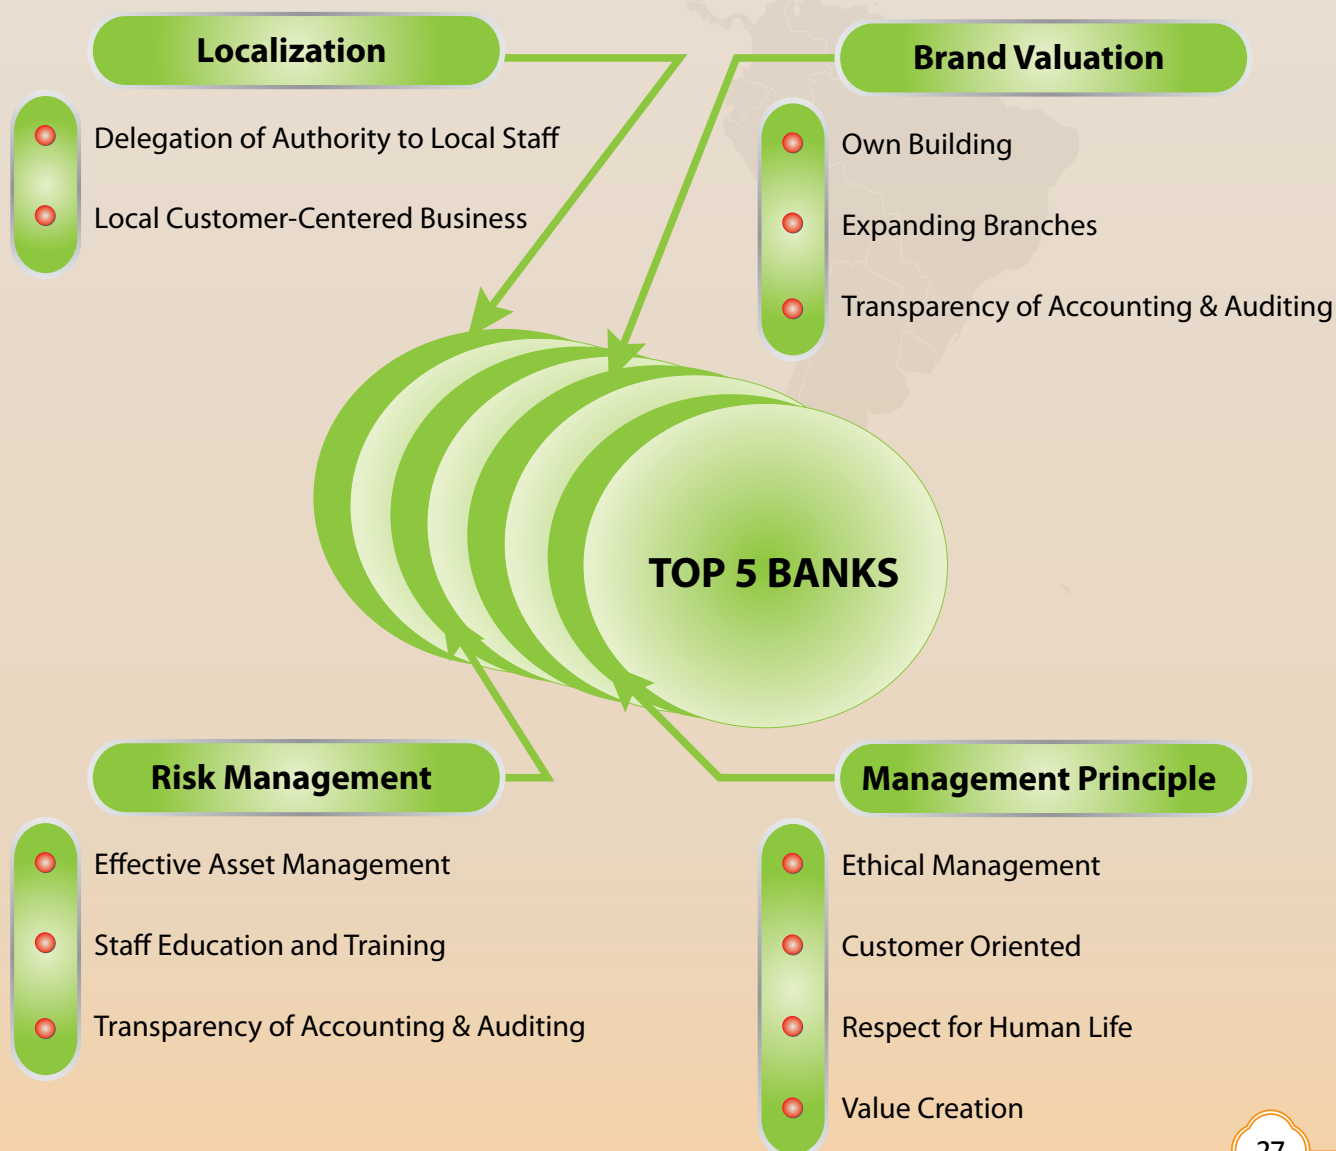 Localization
Delegation of Authority to Local Staff
Local Customer-Centered Business
Brand Valuation
Own Building
Expanding Branches
Transparency of Accounting & Auditing
TOP 5 BANKS
Risk Management
Effective Asset Management
Staff Education and Training
Transparency of Accounting & Auditing
Management Principle
Ethical Management
Customer Oriented
Respect for Human Life
Value Creation
27